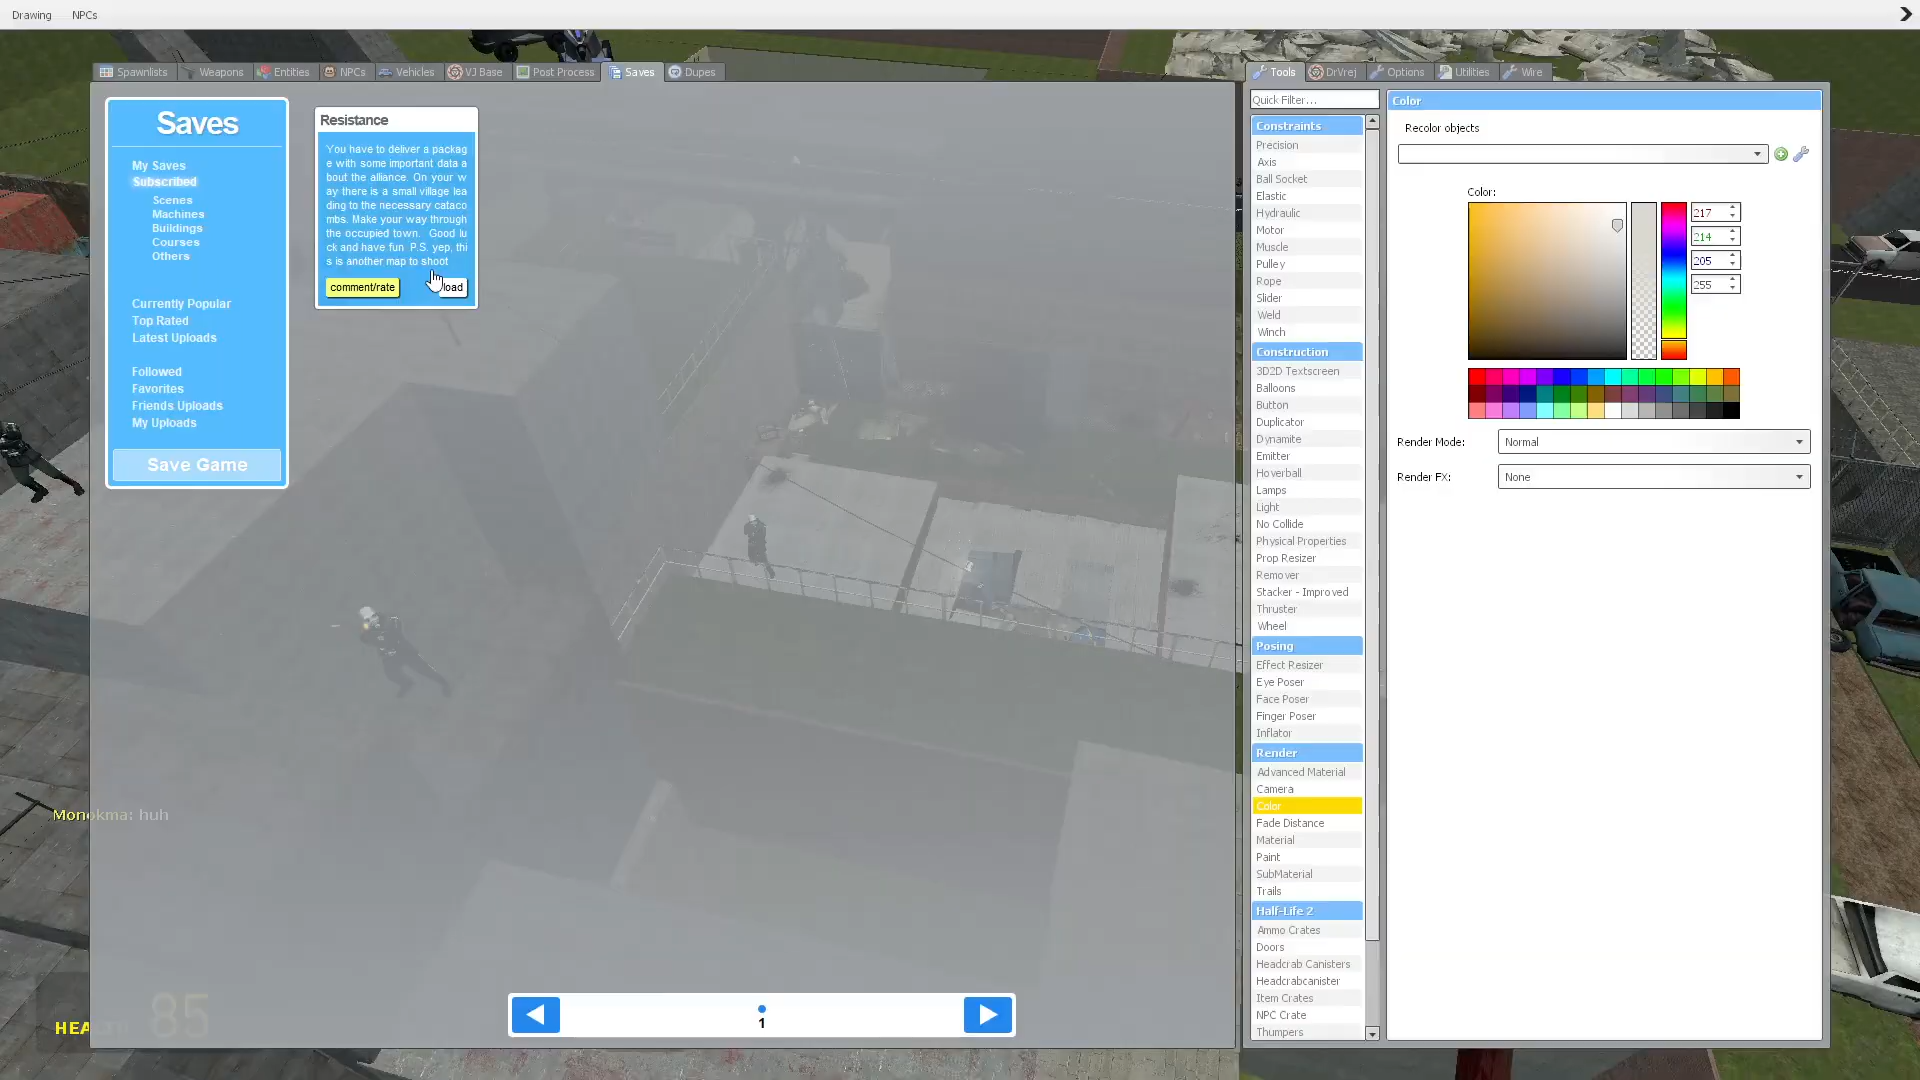 Drawing NPCs
Spawnlists Weapons Entities NPCs Vehicles VJ Base Post Process Saves Dupes
Tools DrVrej Options Utilities Wire
Saves
My Saves
Subscribed
Scenes
Machines
Buildings
Courses
Others
Currently Popular
Top Rated
Latest Uploads
Followed
Favorites
Friends Uploads
My Uploads
Save Game
Resistance
You have to deliver a packag
e with some important data a
bout the alliance. On your w
ay there is a small village lea
ding to the necessary cataco
mbs. Make your way through
the occupied town. Good lu
ck and have fun P.S. yep, thi
s is another map to shoot
comment/rate load
Monokma: huh
85
1
Quick Filter...
Constraints
Precision
Axis
Ball Socket
Elastic
Hydraulic
Motor
Muscle
Pulley
Rope
Slider
Weld
Winch
Construction
3D2D Textscreen
Balloons
Button
Duplicator
Dynamite
Emitter
Hoverball
Lamps
Light
No Collide
Physical Properties
Prop Resizer
Remover
Stacker - Improved
Thruster
Wheel
Posing
Effect Resizer
Eye Poser
Face Poser
Finger Poser
Inflator
Render
Advanced Material
Camera
Color
Fade Distance
Material
Paint
SubMaterial
Trails
Half-Life 2
Ammo Crates
Doors
Headcrab Canisters
Headcrabcanister
Item Crates
NPC Crate
Thumpers
Color
Recolor objects
Color:
217
214
205
255
Render Mode: Normal
Render FX: None